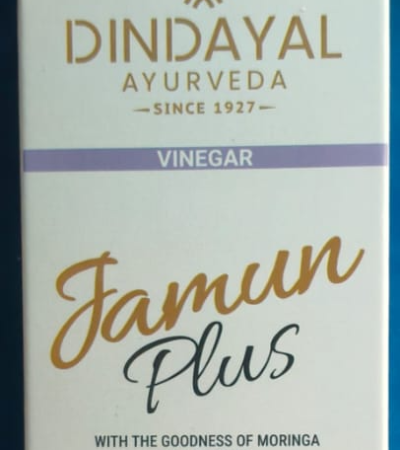 DINDAYAL
AYURVEDA
SINCE 1927
VINEGAR
Jamun
Plus
WITH THE GOODNESS OF MORINGA